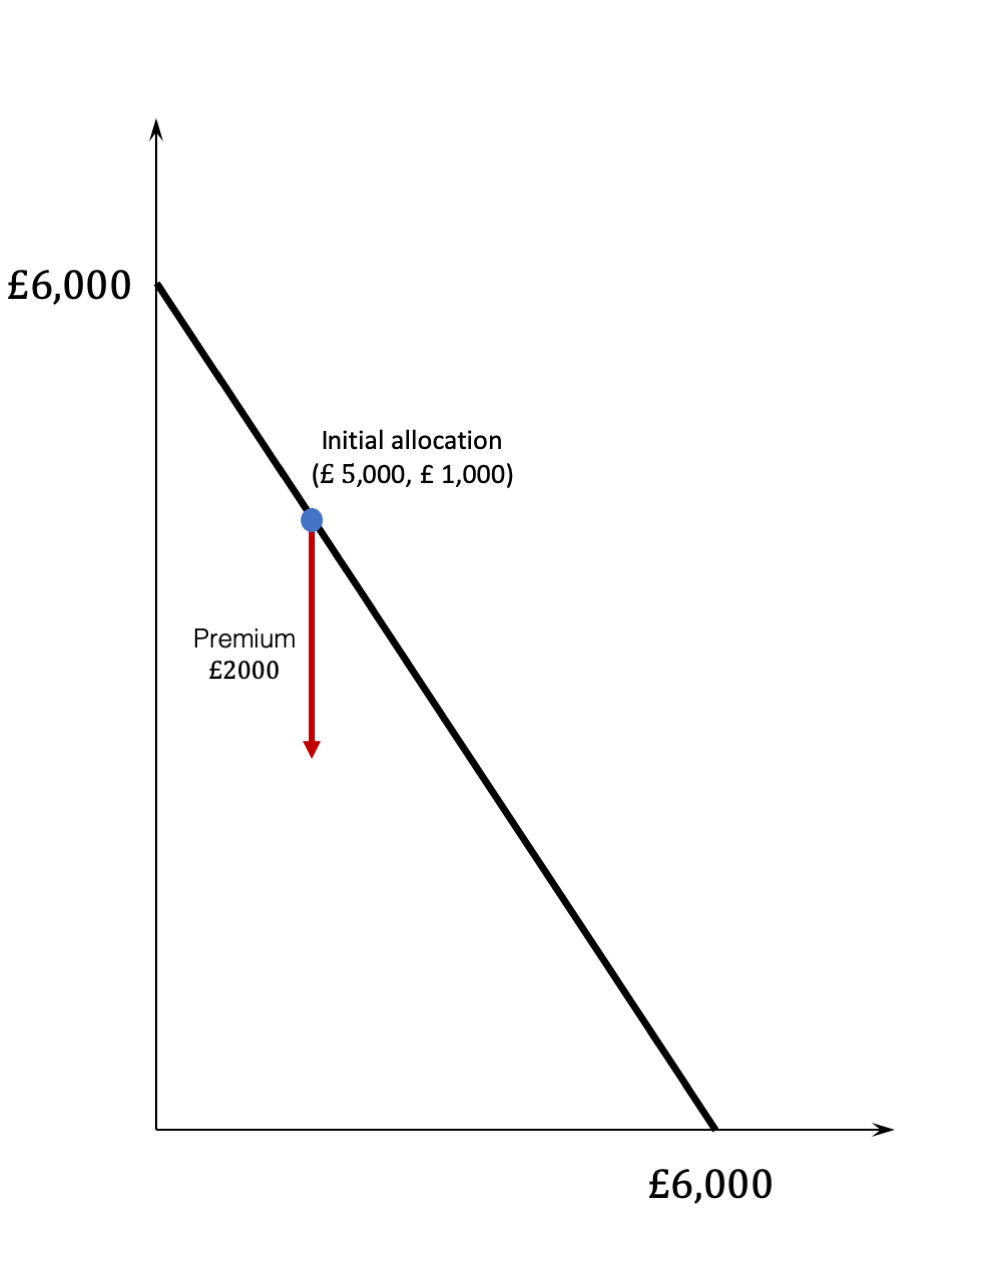 £6,000
Initial allocation
(£ 5,000, £ 1,000)
Premium
£2000
£6,000